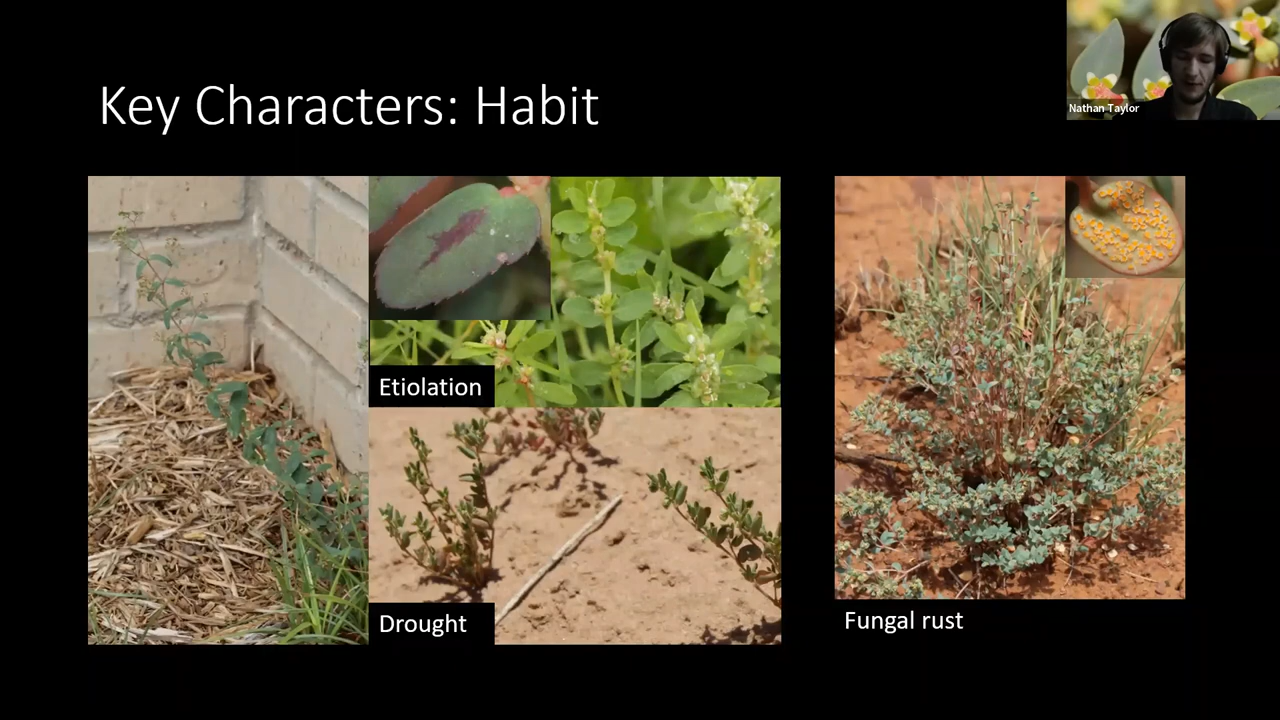 Key Characters: Habit
Nathan Taylor
Etiolation
Drought
Fungal rust